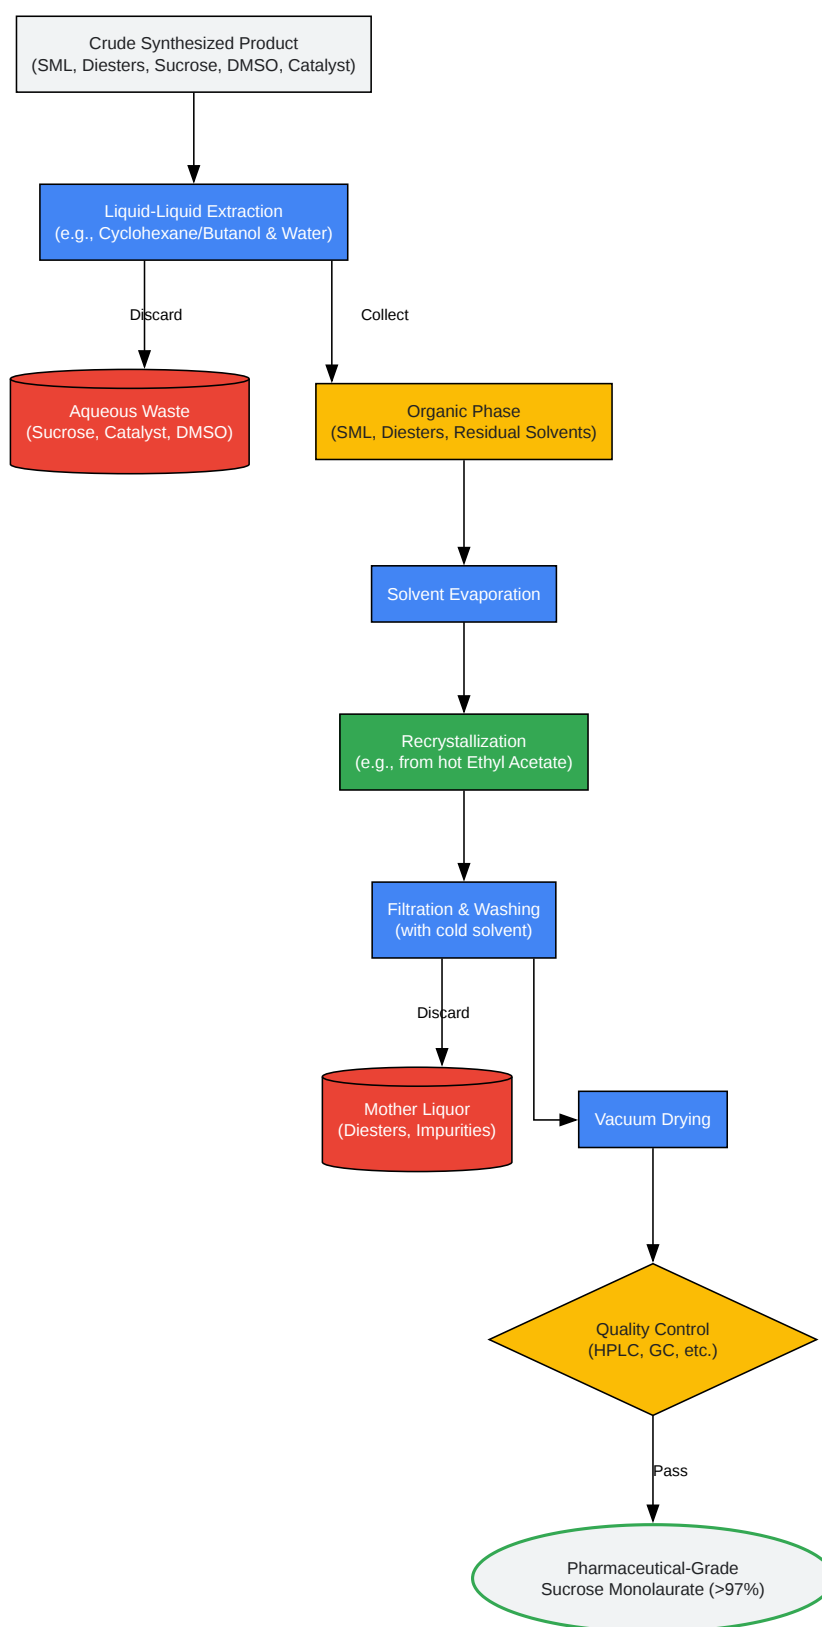 Crude Synthesized Product
(SML, Diesters, Sucrose, DMSO, Catalyst)
Liquid-Liquid Extraction
(e.g., Cyclohexane/Butanol & Water)
Discard
Collect
Aqueous Waste
(Sucrose, Catalyst, DMSO)
Organic Phase
(SML, Diesters, Residual Solvents)
Solvent Evaporation
Recrystallization
(e.g., from hot Ethyl Acetate)
Filtration & Washing
(with cold solvent)
Discard
Mother Liquor
(Diesters, Impurities)
Vacuum Drying
Quality Control
(HPLC, GC, etc.)
Pass
Pharmaceutical-Grade
Sucrose Monolaurate (>97%)